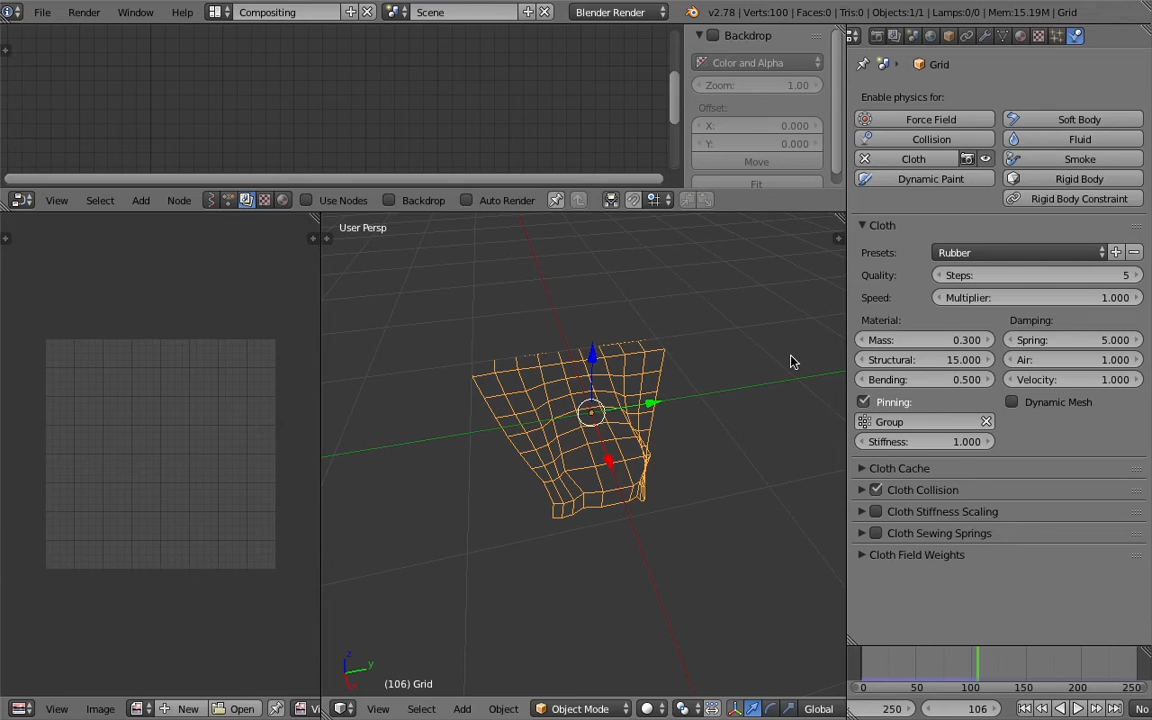 File Render Window Help Compositing Scene Blender Render v2.78 | Verts:100 | Faces:0 | Tris:0 | Objects:1/1 | Lamps:0/0 | Mem:15.19M | Grid
Backdrop
Color and Alpha
Zoom: 1.00
Offset:
X: 0.000
Y: 0.000
Move
Fit
View Select Add Node Use Nodes Backdrop Auto Render
User Persp
z
y
(106) Grid
View Image New Open Vi
View Select Add Object Object Mode Global
Grid
Enable physics for:
Force Field Soft Body
Collision Fluid
Cloth Smoke
Dynamic Paint Rigid Body
Rigid Body Constraint
Cloth
Presets: Rubber
Quality: Steps: 5
Speed: Multiplier: 1.000
Material: Damping:
Mass: 0.300 Spring: 5.000
Structural: 15.000 Air: 1.000
Bending: 0.500 Velocity: 1.000
Pinning: Dynamic Mesh
Group
Stiffness: 1.000
Cloth Cache
Cloth Collision
Cloth Stiffness Scaling
Cloth Sewing Springs
Cloth Field Weights
0 50 100 150 200 250
250 106 No